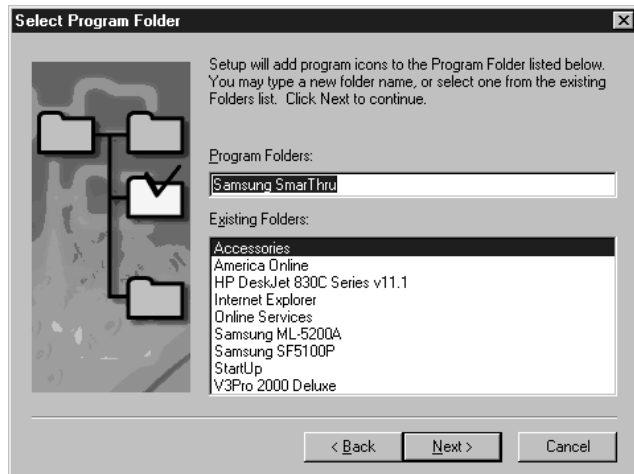 Select Program Folder
Setup will add program icons to the Program Folder listed below.
You may type a new folder name, or select one from the existing
Folders list. Click Next to continue.
Program Folders:
Samsung SmarThru
Existing Folders:
Accessories
America Online
HP DeskJet 830C Series v11.1
Internet Explorer
Online Services
Samsung ML-5200A
Samsung SF5100P
StartUp
V3Pro 2000 Deluxe
< Back
Next >
Cancel